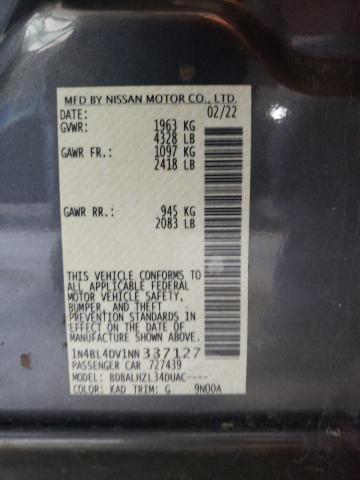 MFD BY NISSAN MOTOR CO., LTD.
DATE: 02/22
GVWR: 1963 KG
4328 LB
GAWR FR.: 1097 KG
2418 LB
GAWR RR.: 945 KG
2083 LB
THIS VEHICLE CONFORMS TO
ALL APPLICABLE FEDERAL
MOTOR VEHICLE SAFETY,
BUMPER, AND THEFT
PREVENTION STANDARDS
IN EFFECT ON THE DATE OF
MANUFACTURE SHOWN ABOVE.
1N4BL4DV1NN 337127
PASSENGER CAR 727439
MODEL: BDBALHZL34DUAC----
COLOR: KAD TRIM: G 9N00A